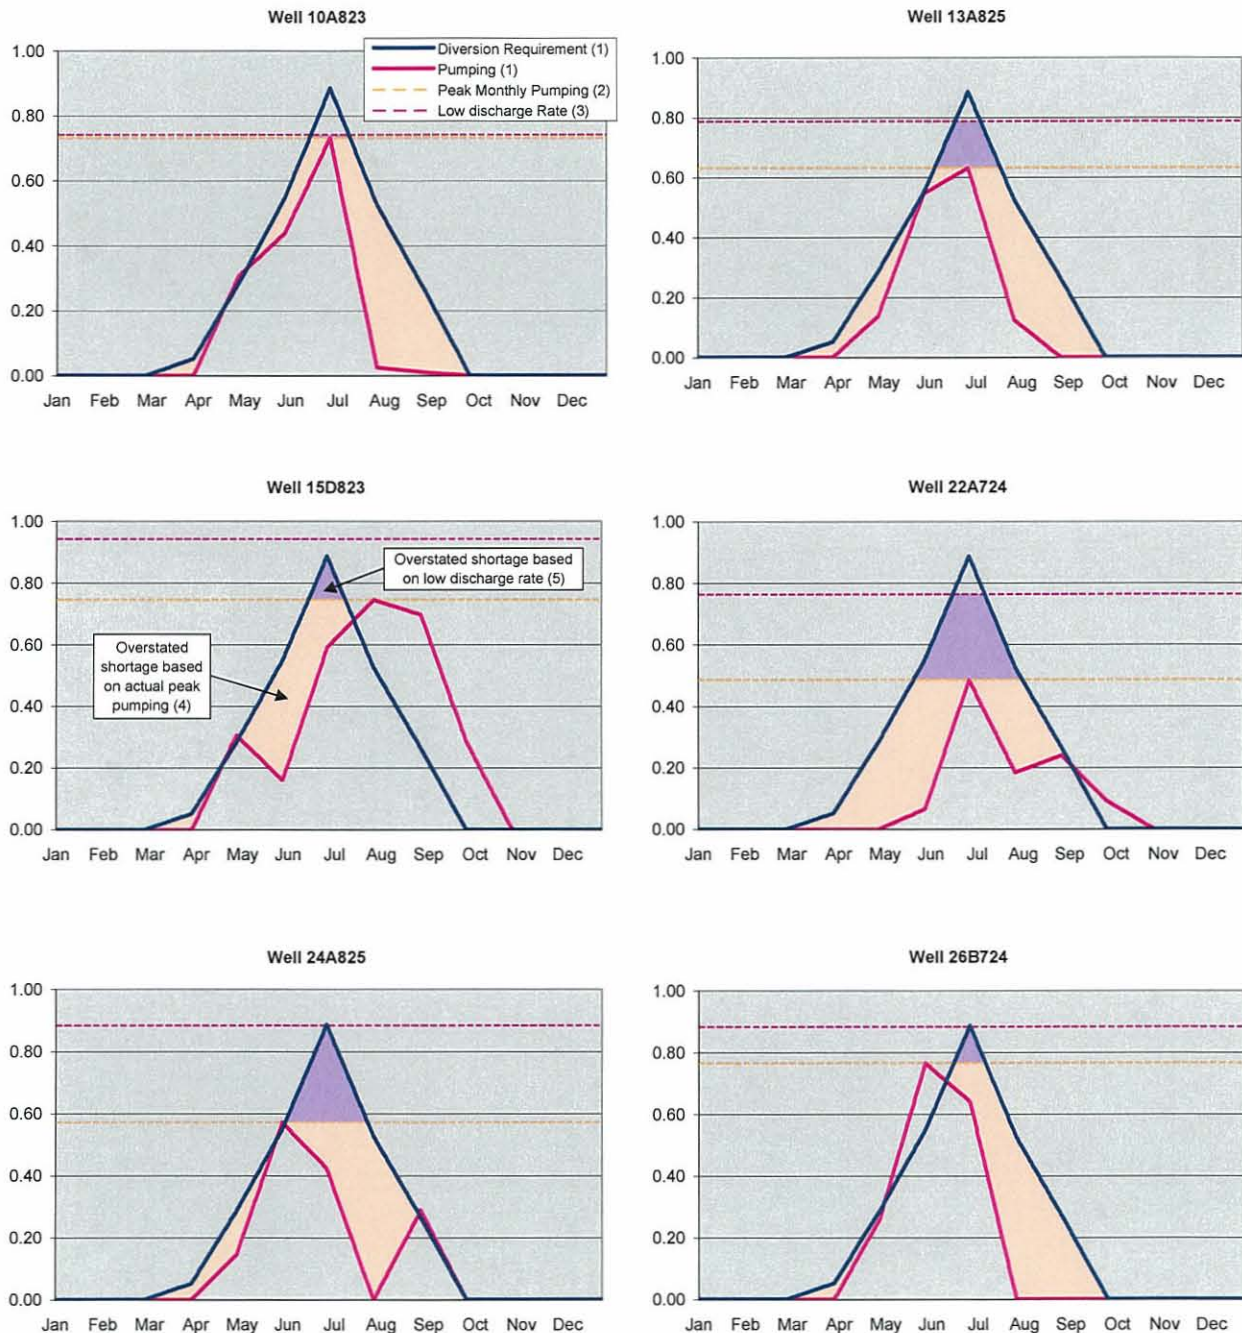 Well 10A823
1.00
0.80
0.60
0.40
0.20
0.00
Diversion Requirement (1)
Pumping (1)
Peak Monthly Pumping (2)
Low discharge Rate (3)
Jan Feb Mar Apr May Jun Jul Aug Sep Oct Nov Dec
Well 13A825
1.00
0.80
0.60
0.40
0.20
0.00
Jan Feb Mar Apr May Jun Jul Aug Sep Oct Nov Dec
Well 15D823
1.00
0.80
0.60
0.40
0.20
0.00
Overstated shortage based
on low discharge rate (5)
Overstated
shortage based
on actual peak
pumping (4)
Jan Feb Mar Apr May Jun Jul Aug Sep Oct Nov Dec
Well 22A724
1.00
0.80
0.60
0.40
0.20
0.00
Jan Feb Mar Apr May Jun Jul Aug Sep Oct Nov Dec
Well 24A825
1.00
0.80
0.60
0.40
0.20
0.00
Jan Feb Mar Apr May Jun Jul Aug Sep Oct Nov Dec
Well 26B724
1.00
0.80
0.60
0.40
0.20
0.00
Jan Feb Mar Apr May Jun Jul Aug Sep Oct Nov Dec